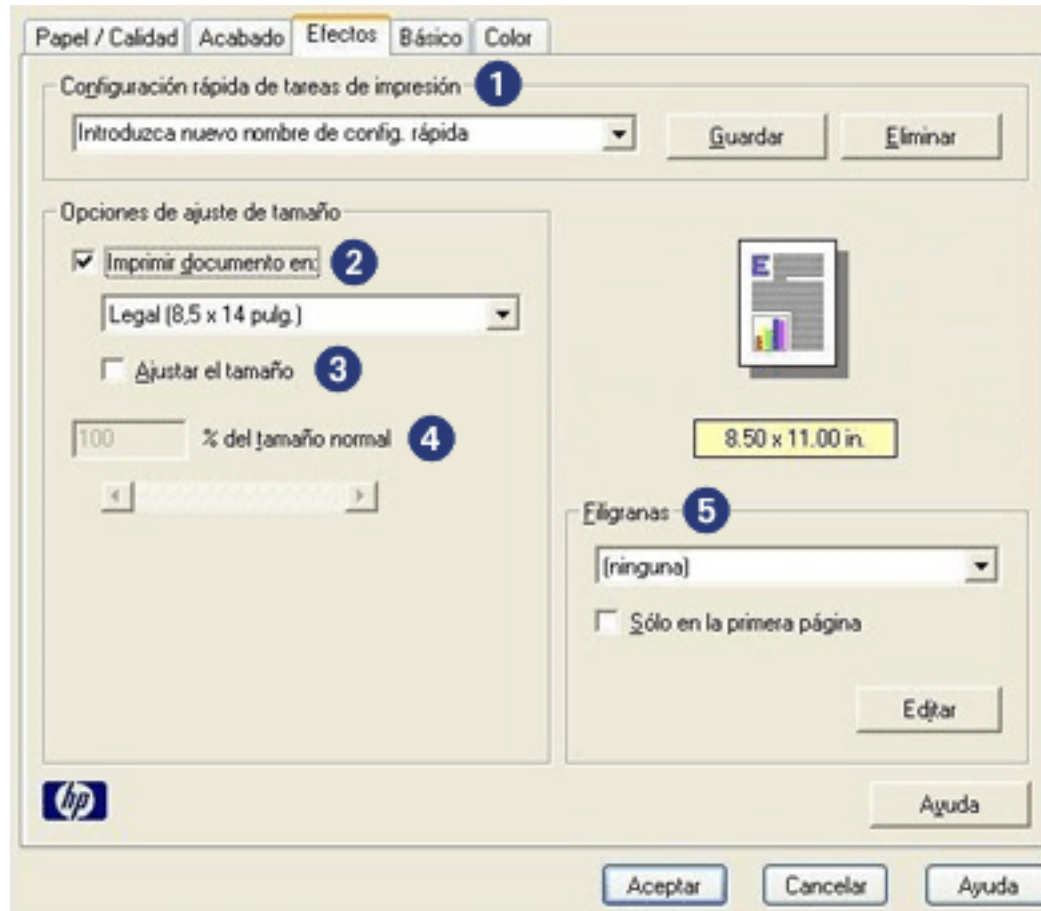 Papel / Calidad Acabado Efectos Básico Color
Configuración rápida de tareas de impresión 1
Introduzca nuevo nombre de config. rápida Guardar Eliminar
Opciones de ajuste de tamaño
Imprimir documento en: 2
Legal (8,5 x 14 pulg.)
Ajustar el tamaño 3
100 % del tamaño normal 4
E
8.50 x 11.00 in.
Filigranas 5
(ninguna)
Sólo en la primera página
Editar
hp
Ayuda
Aceptar Cancelar Ayuda